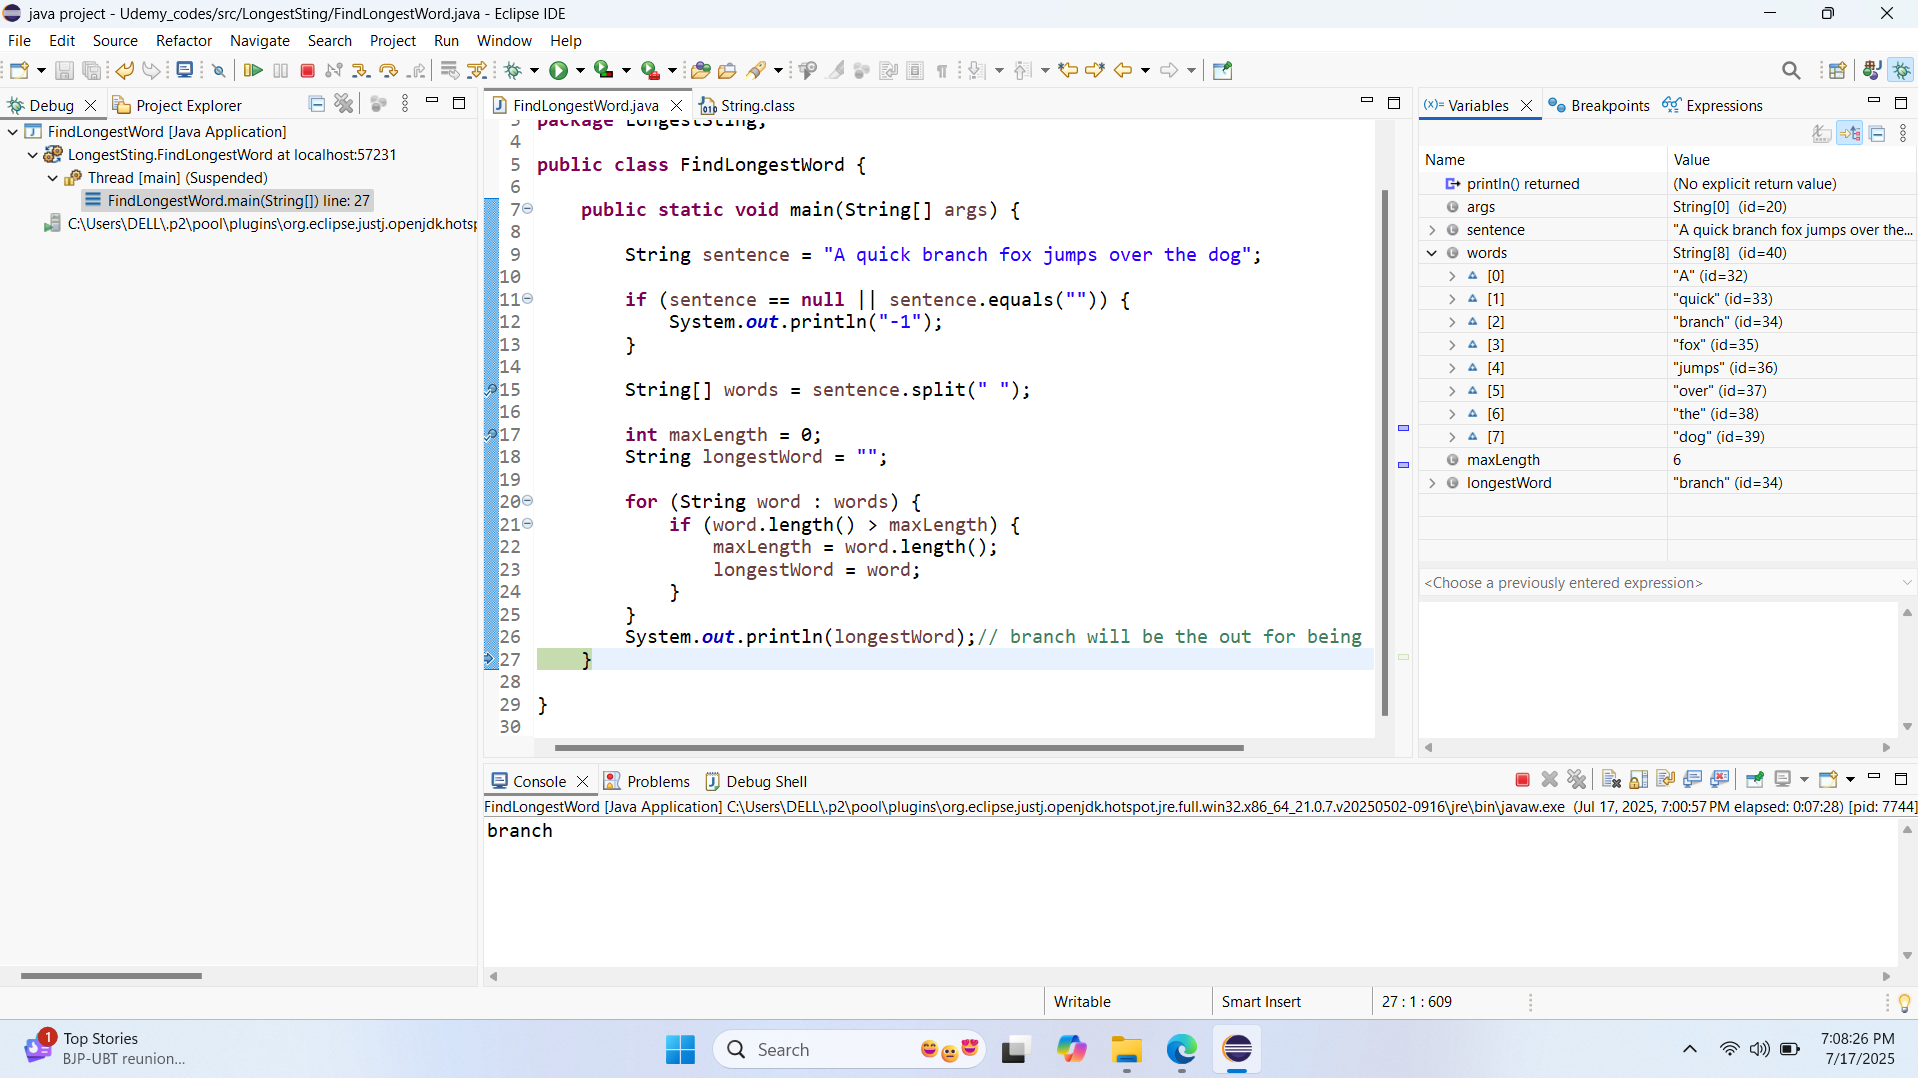 java project - Udemy_codes/src/LongestSting/FindLongestWord.java - Eclipse IDE
File Edit Source Refactor Navigate Search Project Run Window Help
Debug Project Explorer
FindLongestWord [Java Application]
LongestSting.FindLongestWord at localhost:57231
Thread [main] (Suspended)
FindLongestWord.main(String[]) line: 27
C:\Users\DELL\.p2\pool\plugins\org.eclipse.justj.openjdk.hotsp
FindLongestWord.java String.class
3 package LongestSting;
4
5 public class FindLongestWord {
6
7 public static void main(String[] args) {
8
9 String sentence = "A quick branch fox jumps over the dog";
10
11 if (sentence == null || sentence.equals("")) {
12 System.out.println("-1");
13 }
14
15 String[] words = sentence.split(" ");
16
17 int maxLength = 0;
18 String longestWord = "";
19
20 for (String word : words) {
21 if (word.length() > maxLength) {
22 maxLength = word.length();
23 longestWord = word;
24 }
25 }
26 System.out.println(longestWord);// branch will be the out for being
27 }
28
29 }
30
(x)= Variables Breakpoints Expressions
Name Value
println() returned (No explicit return value)
args String[0] (id=20)
sentence "A quick branch fox jumps over the...
words String[8] (id=40)
[0] "A" (id=32)
[1] "quick" (id=33)
[2] "branch" (id=34)
[3] "fox" (id=35)
[4] "jumps" (id=36)
[5] "over" (id=37)
[6] "the" (id=38)
[7] "dog" (id=39)
maxLength 6
longestWord "branch" (id=34)
<Choose a previously entered expression>
Console Problems Debug Shell
FindLongestWord [Java Application] C:\Users\DELL\.p2\pool\plugins\org.eclipse.justj.openjdk.hotspot.jre.full.win32.x86_64_21.0.7.v20250502-0916\jre\bin\javaw.exe (Jul 17, 2025, 7:00:57 PM elapsed: 0:07:28) [pid: 7744]
branch
Writable Smart Insert 27 : 1 : 609
1
Top Stories
BJP-UBT reunion...
Search
7:08:26 PM
7/17/2025